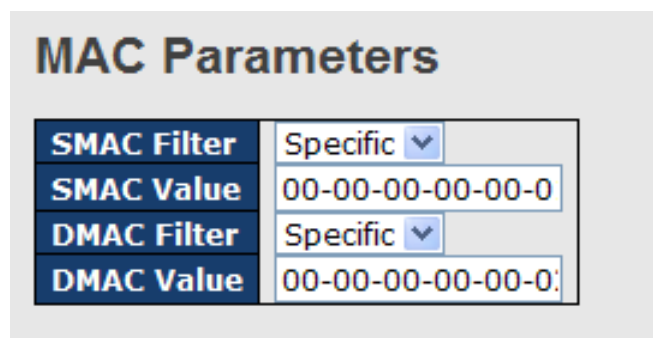 MAC Parameters
SMAC Filter Specific
SMAC Value 00-00-00-00-00-0
DMAC Filter Specific
DMAC Value 00-00-00-00-00-0